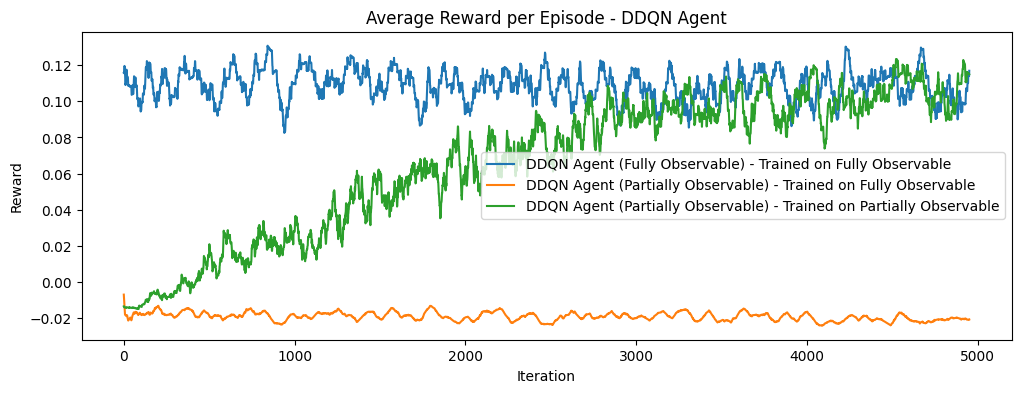 Average Reward per Episode - DDQN Agent
Reward
0.12
0.10
0.08
0.06
0.04
0.02
0.00
−0.02
DDQN Agent (Fully Observable) - Trained on Fully Observable
DDQN Agent (Partially Observable) - Trained on Fully Observable
DDQN Agent (Partially Observable) - Trained on Partially Observable
0 1000 2000 3000 4000 5000
Iteration